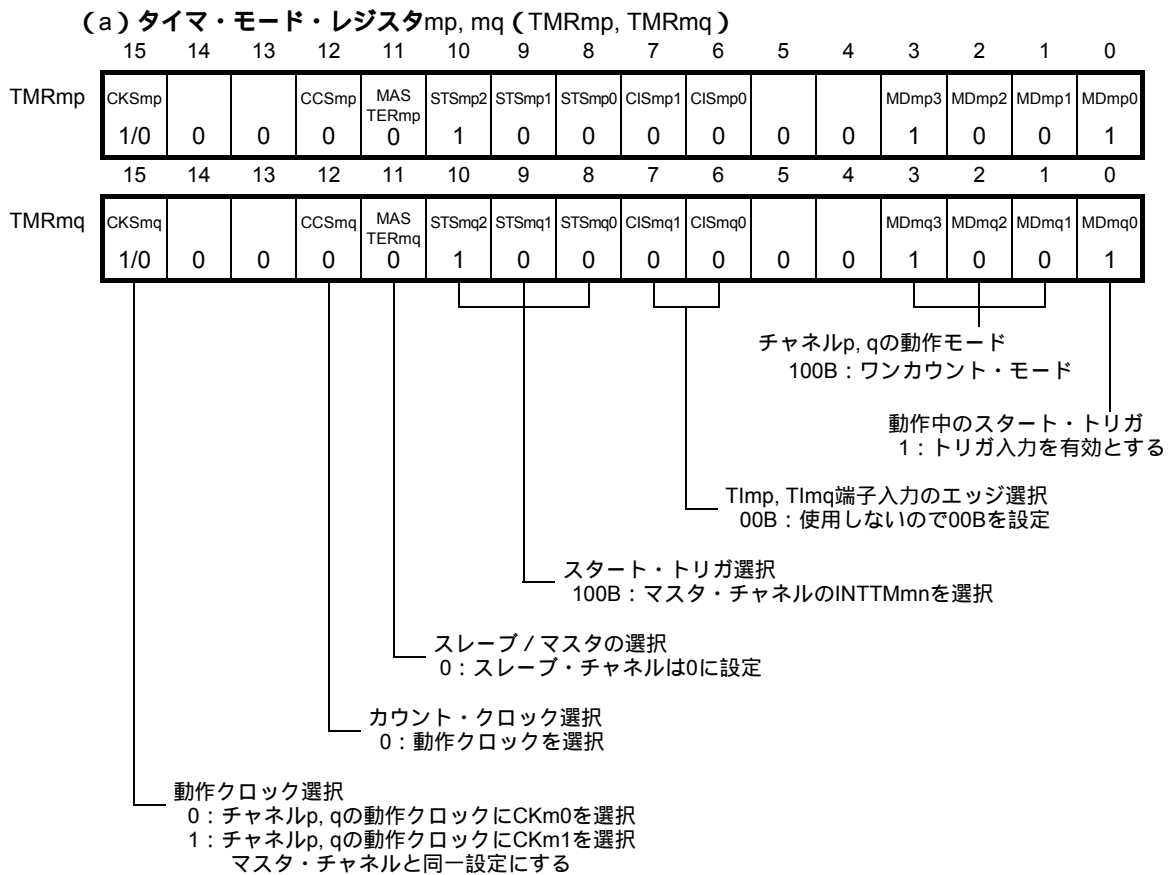 （a）タイマ・モード・レジスタmp, mq（TMRmp, TMRmq）
15 14 13 12 11 10 9 8 7 6 5 4 3 2 1 0
TMRmp CKSmp CCSmp MAS TERmp STSmp2 STSmp1 STSmp0 CISmp1 CISmp0 MDmp3 MDmp2 MDmp1 MDmp0
1/0 0 0 0 0 1 0 0 0 0 0 0 1 0 0 1
15 14 13 12 11 10 9 8 7 6 5 4 3 2 1 0
TMRmq CKSmq CCSmq MAS TERmq STSmq2 STSmq1 STSmq0 CISmq1 CISmq0 MDmq3 MDmq2 MDmq1 MDmq0
1/0 0 0 0 0 1 0 0 0 0 0 0 1 0 0 1
チャネルp, qの動作モード
100B：ワンカウント・モード
動作中のスタート・トリガ
1：トリガ入力を有効とする
TImp, TImq端子入力のエッジ選択
00B：使用しないので00Bを設定
スタート・トリガ選択
100B：マスタ・チャネルのINTTMmnを選択
スレーブ／マスタの選択
0：スレーブ・チャネルは0に設定
カウント・クロック選択
0：動作クロックを選択
動作クロック選択
0：チャネルp, qの動作クロックにCKm0を選択
1：チャネルp, qの動作クロックにCKm1を選択
マスタ・チャネルと同一設定にする